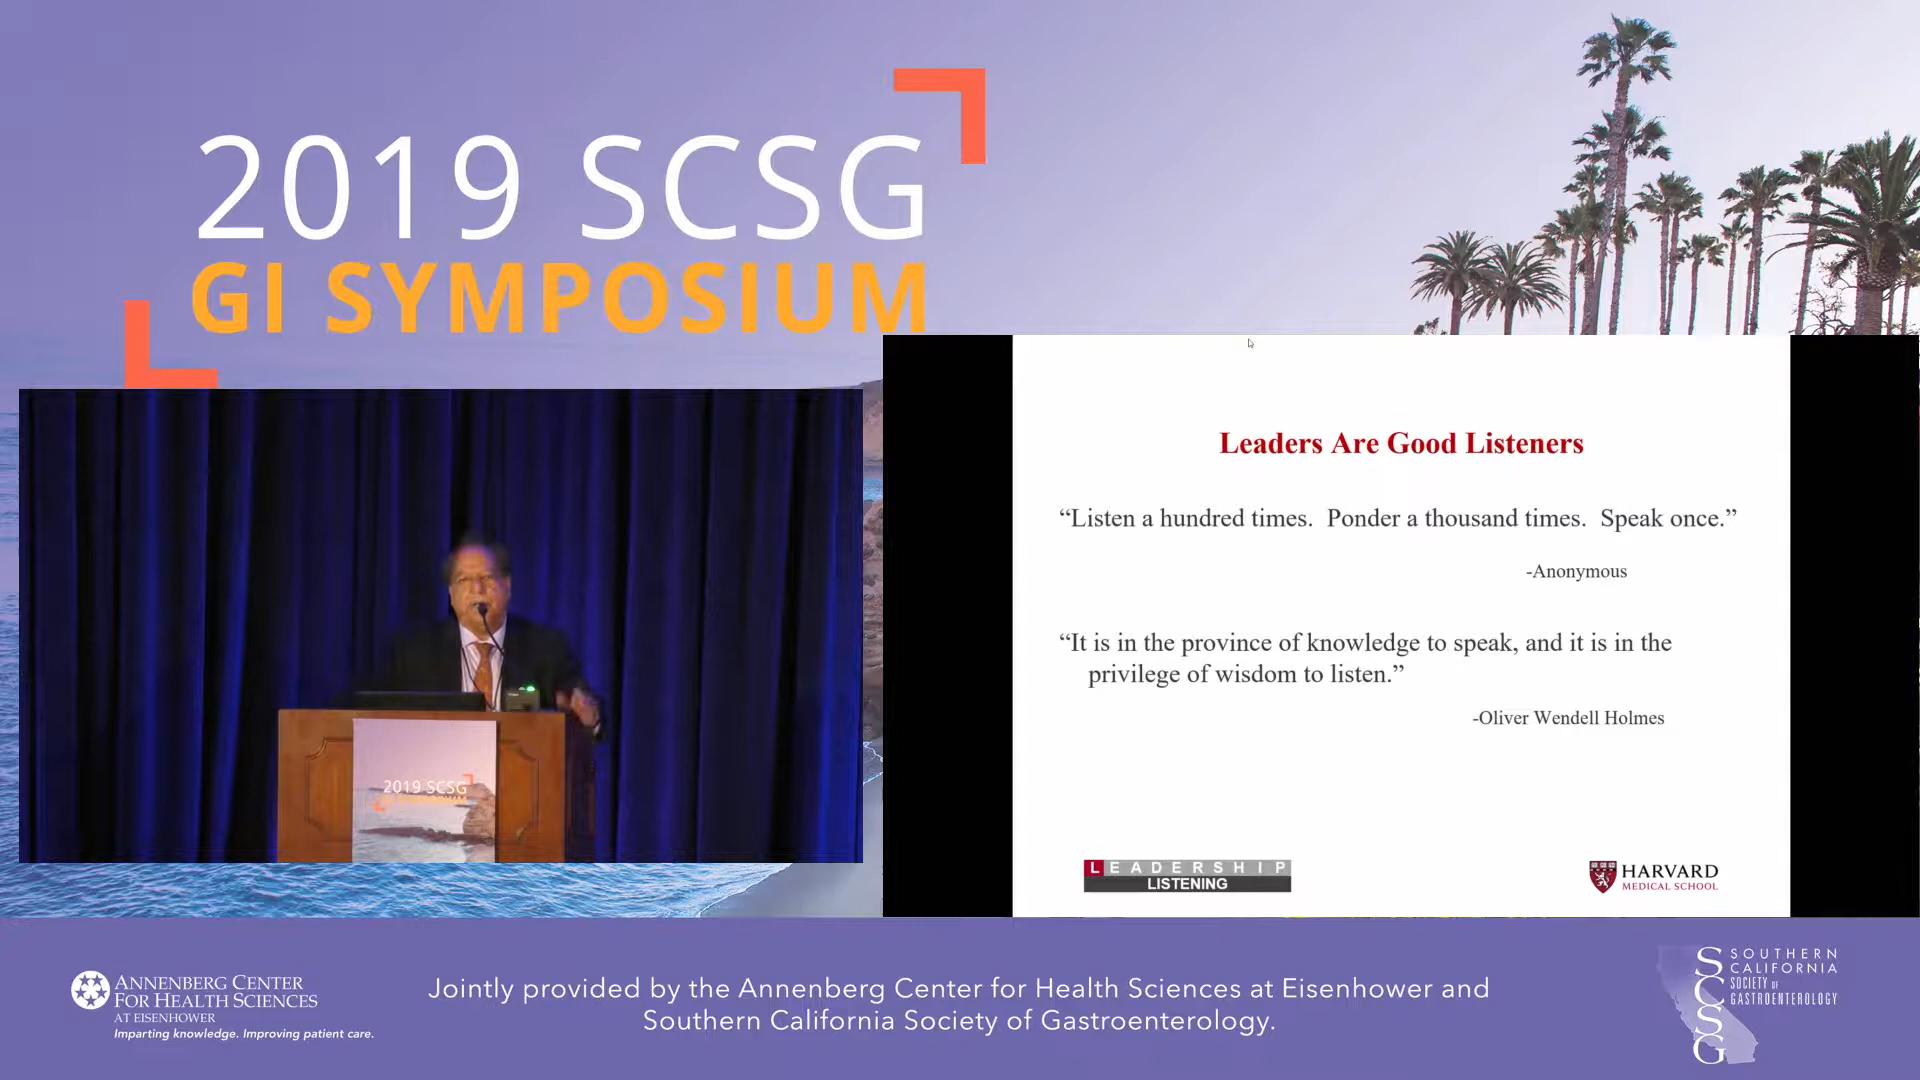 2019 SCSG
GI SYMPOSIUM
Leaders Are Good Listeners
“Listen a hundred times. Ponder a thousand times. Speak once.”
-Anonymous
“It is in the province of knowledge to speak, and it is in the
privilege of wisdom to listen.”
-Oliver Wendell Holmes
LEADERSHIP
LISTENING
HARVARD
MEDICAL SCHOOL
2019 SCSG
GI SYMPOSIUM
ANNENBERG CENTER
FOR HEALTH SCIENCES
AT EISENHOWER
Imparting knowledge. Improving patient care.
Jointly provided by the Annenberg Center for Health Sciences at Eisenhower and
Southern California Society of Gastroenterology.
SCSG
SOUTHERN
CALIFORNIA
SOCIETY OF
GASTROENTEROLOGY